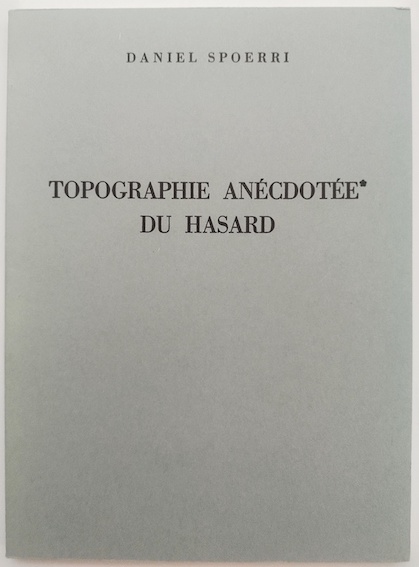 DANIEL SPOERRI
TOPOGRAPHIE ANÉCDOTÉE*
DU HASARD